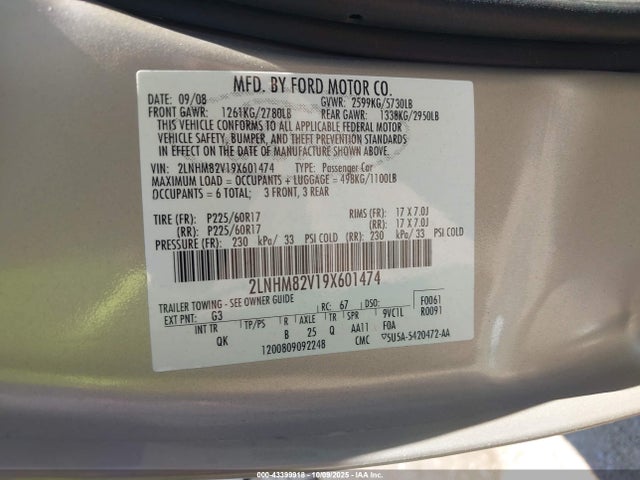 MFD. BY FORD MOTOR CO.
DATE: 09/08 GVWR: 2599KG/5730LB
FRONT GAWR: 1261KG/2780LB REAR GAWR: 1338KG/2950LB
THIS VEHICLE CONFORMS TO ALL APPLICABLE FEDERAL MOTOR
VEHICLE SAFETY, BUMPER, AND THEFT PREVENTION STANDARDS
IN EFFECT ON THE DATE OF MANUFACTURE SHOWN ABOVE.
VIN: 2LNHM82V19X601474 TYPE: Passenger Car
MAXIMUM LOAD = OCCUPANTS + LUGGAGE = 498KG/1100LB
OCCUPANTS = 6 TOTAL; 3 FRONT, 3 REAR
TIRE (FR): P225/60R17 RIMS (FR): 17 X 7.0J
(RR): P225/60R17 (RR): 17 X 7.0J
PRESSURE (FR): 230 kPa/ 33 PSI COLD (RR): 230 kPa/ 33 PSI COLD
2LNHM82V19X601474
TRAILER TOWING - SEE OWNER GUIDE
EXT PNT: G3 RC: 67 DSO: F0061
R0091
INT TR TP/PS R AXLE TR SPR 9VC1L
QK B 25 Q AA11 F0A
1200809092248 CMC ▽5U5A-5420472-AA
000-43399918 - 10/09/2025 - IAAI.COM